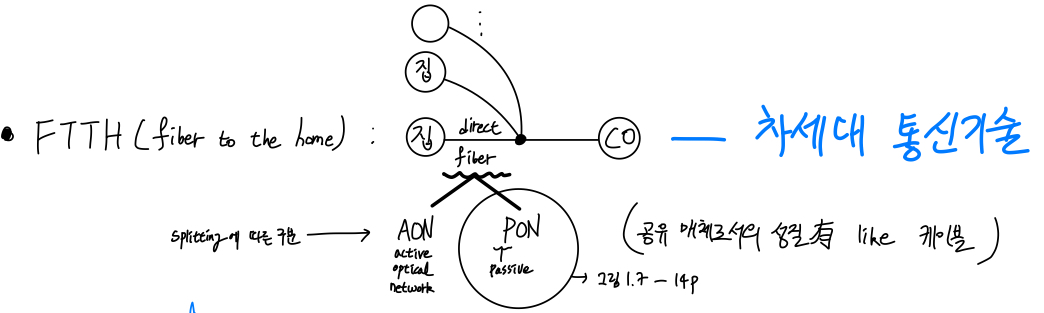 ⋮
집
• FTTH (fiber to the home) : 집 direct CO — 차세대 통신기술
fiber
splitting에 따른 구분 → AON PON (공유 매체로서의 성질有 like 케이블)
active
optical
network
passive
→ 그림 1.7 - 14p